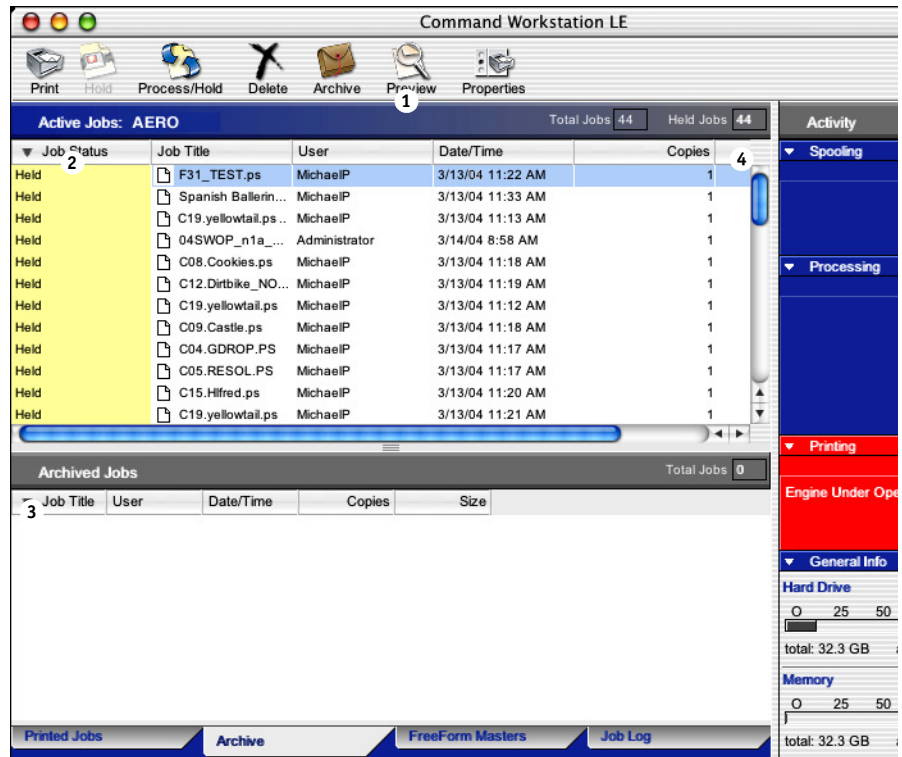 Command Workstation LE
Print Hold Process/Hold Delete Archive Preview Properties
1
Active Jobs: AERO Total Jobs 44 Held Jobs 44 Activity
Job Status Job Title User Date/Time Copies
2
4
Spooling
Held F31_TEST.ps MichaelP 3/13/04 11:22 AM 1
Held Spanish Ballerin... MichaelP 3/13/04 11:33 AM 1
Held C19.yellowtail.ps .. MichaelP 3/13/04 11:13 AM 1
Held 04SWOP_n1a_... Administrator 3/14/04 8:58 AM 1
Held C08.Cookies.ps MichaelP 3/13/04 11:18 AM 1
Processing
Held C12.Dirtbike_NO... MichaelP 3/13/04 11:19 AM 1
Held C19.yellowtail.ps MichaelP 3/13/04 11:12 AM 1
Held C09.Castle.ps MichaelP 3/13/04 11:18 AM 1
Held C04.GDROP.PS MichaelP 3/13/04 11:17 AM 1
Held C05.RESOL.PS MichaelP 3/13/04 11:17 AM 1
Held C15.Hlfred.ps MichaelP 3/13/04 11:20 AM 1
Held C19.yellowtail.ps MichaelP 3/13/04 11:21 AM 1
Printing
Archived Jobs Total Jobs 0
Engine Under Ope
Job Title User Date/Time Copies Size
3
General Info
Hard Drive
0 25 50
total: 32.3 GB a
Memory
0 25 50
total: 32.3 GB a
Printed Jobs Archive FreeForm Masters Job Log